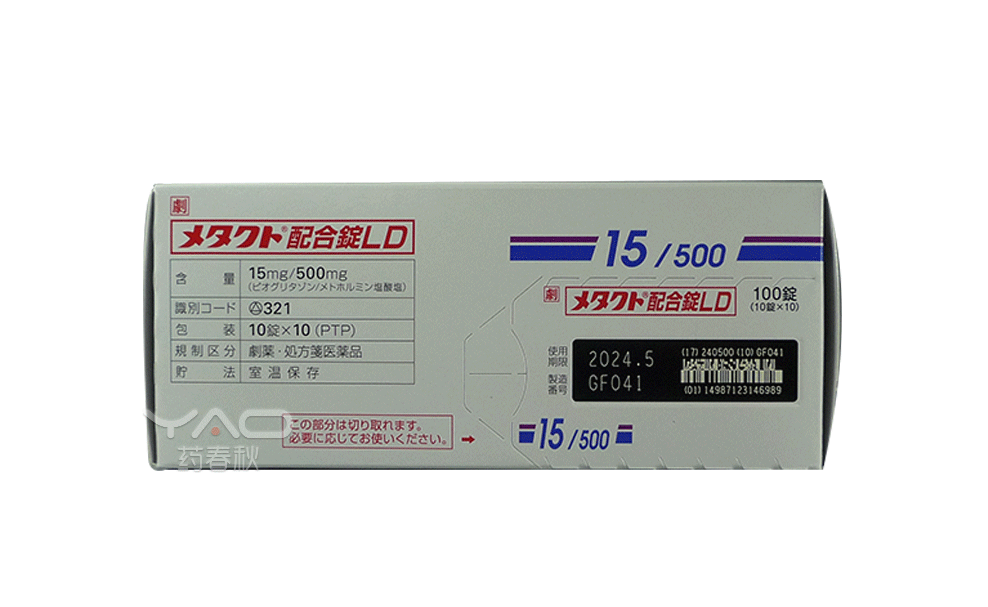 劇
メタクト®配合錠LD
含量 15mg/500mg
(ピオグリタゾン/メトホルミン塩酸塩)
識別コード 321
包装 10錠×10(PTP)
規制区分 劇薬・処方箋医薬品
貯法 室温保存
この部分は切り取れます。
必要に応じてお使いください。→
15/500
劇 メタクト®配合錠LD 100錠
(10錠×10)
使用期限 2024.5
製造番号 GF041
(17) 240500 (10) GF041
(01) 14987123146989
15/500
YAO
药春秋